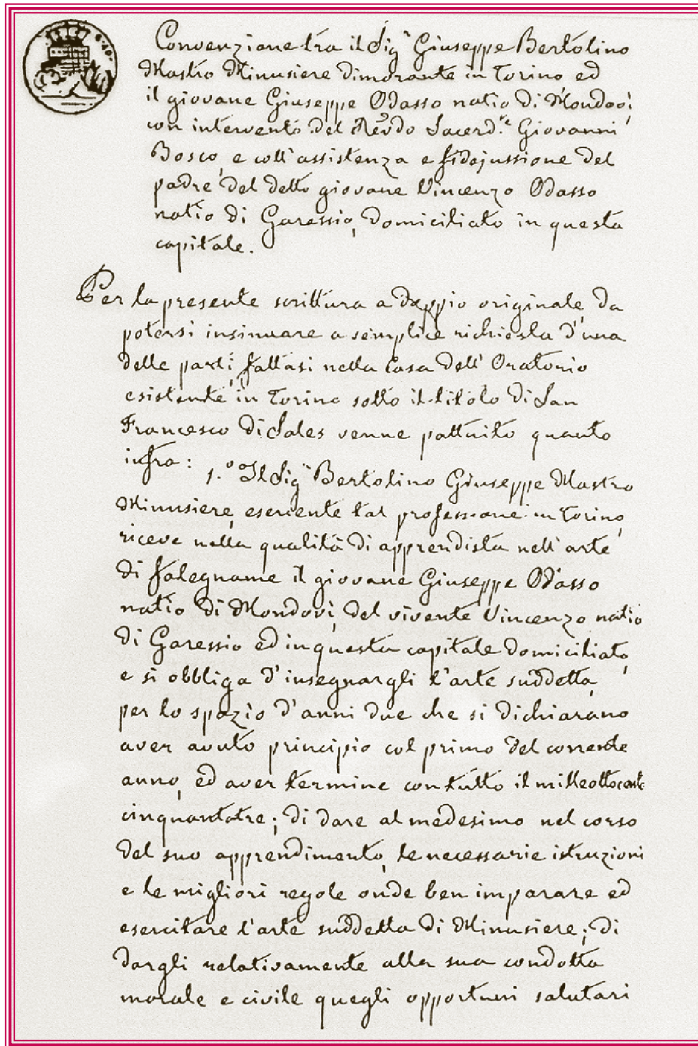 Convenzione tra il Sig.r Giuseppe Bertolino
Mastro Minusiere dimorante in Torino ed
il giovane Giuseppe Odasso natio di Mondovì,
con intervento del Rev.do Sacerd.te Giovanni
Bosco, e coll'assistenza e fidejussione del
padre del detto giovane Vincenzo Odasso
natio di Garessio, domiciliato in questa
capitale.
Per la presente scrittura a doppio originale da
potersi insinuare a semplice richiesta d'una
delle parti, fattasi nella Casa dell'Oratorio
esistente in Torino sotto il titolo di San
Francesco di Sales venne pattuito quanto
infra: 1.o Il Sig.r Bertolino Giuseppe Mastro
Minusiere, esercente tal professione in Torino,
riceve nella qualità di apprendista nell'arte
di falegname il giovane Giuseppe Odasso
natio di Mondovì, del vivente Vincenzo natio
di Garessio ed in questa capitale domiciliato,
e si obbliga d'insegnargli l'arte suddetta,
per lo spazio d'anni due che si dichiarano
aver avuto principio col primo del corrente
anno, ed aver termine con tutto il milleottocento
cinquantatre; di dare al medesimo nel corso
del suo apprendimento, le necessarie istruzioni
e le migliori regole onde ben imparare ed
esercitare l'arte suddetta di Minusiere; di
dargli relativamente alla sua condotta
morale e civile quegli opportuni salutari